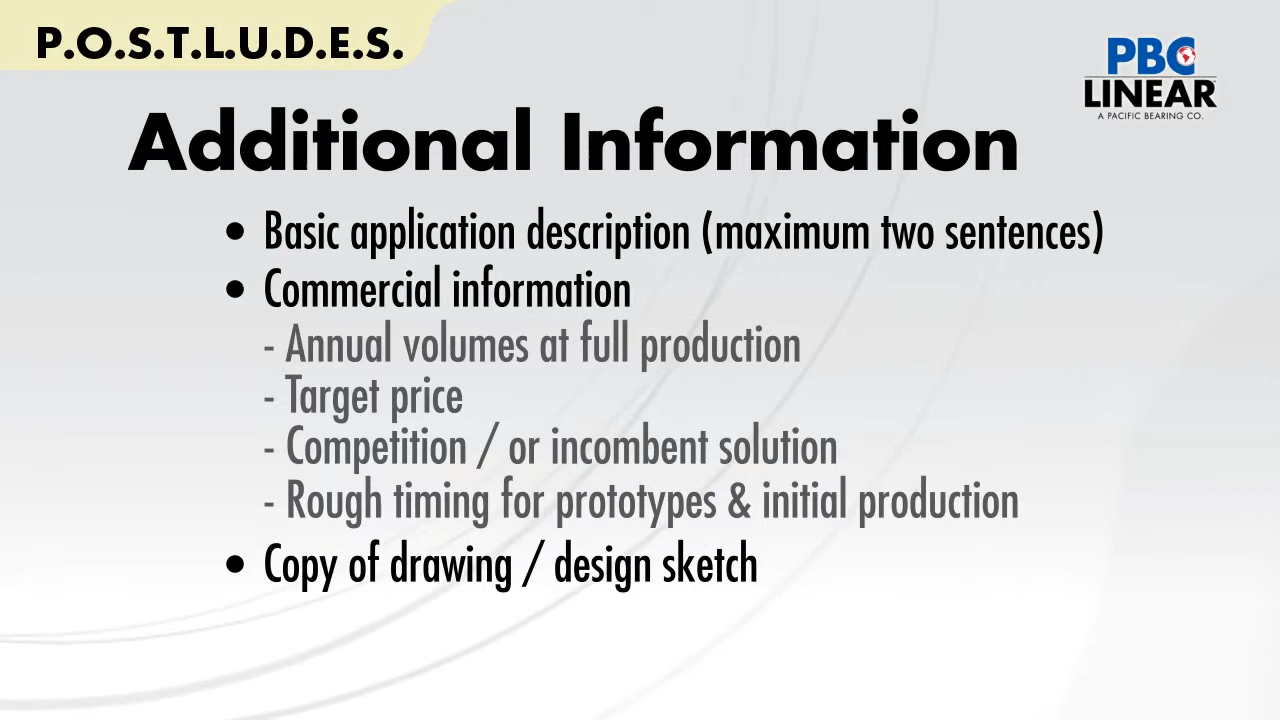 P.O.S.T.L.U.D.E.S.
PBC
LINEAR
A PACIFIC BEARING CO.
Additional Information
• Basic application description (maximum two sentences)
• Commercial information
- Annual volumes at full production
- Target price
- Competition / or incombent solution
- Rough timing for prototypes & initial production
• Copy of drawing / design sketch